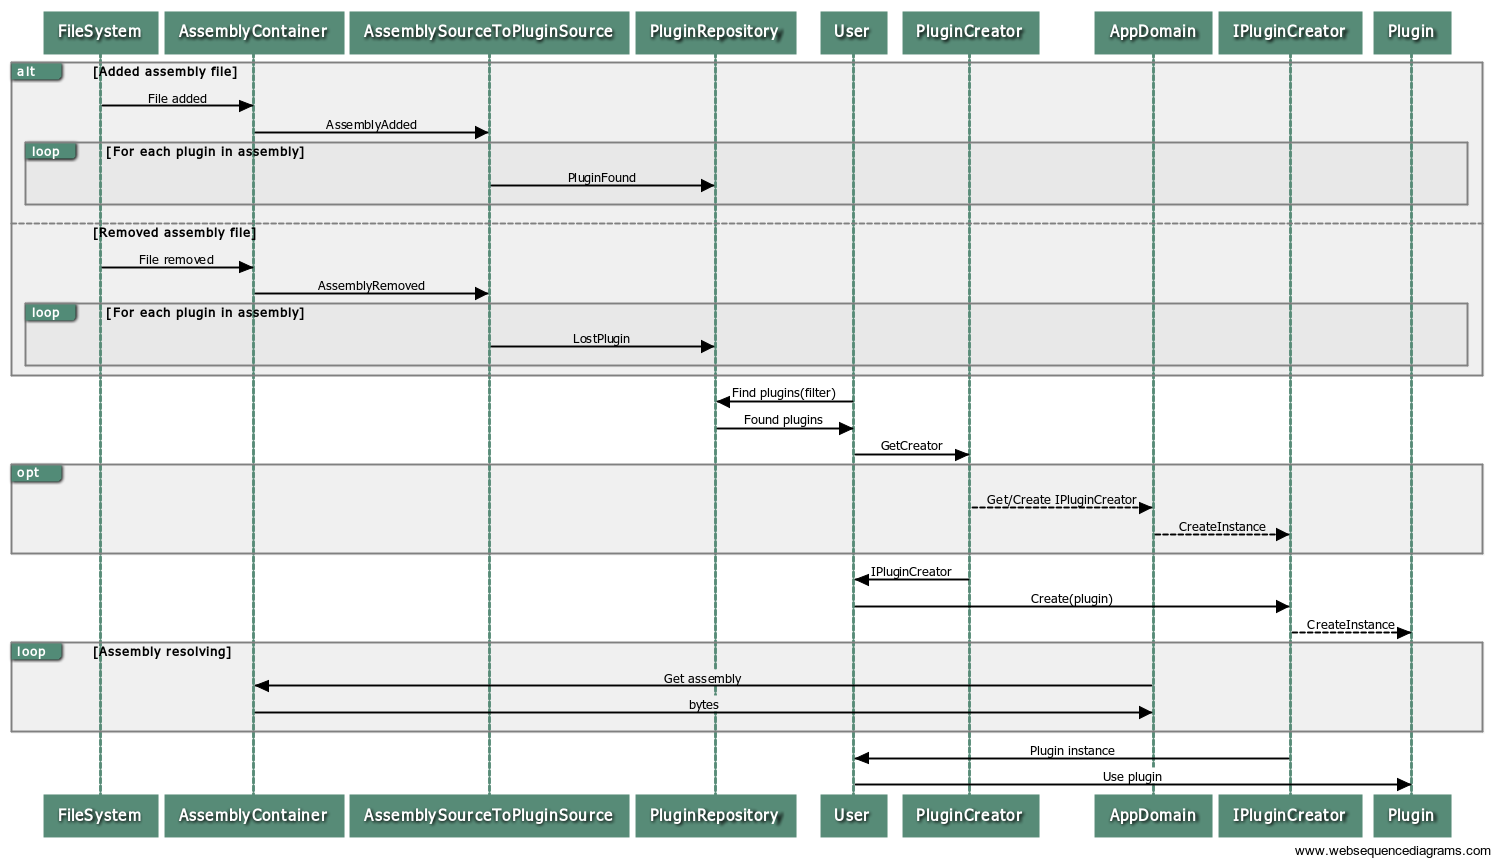 FileSystem AssemblyContainer AssemblySourceToPluginSource PluginRepository User PluginCreator AppDomain IPluginCreator Plugin
alt [Added assembly file]
File added
AssemblyAdded
loop [For each plugin in assembly]
PluginFound
[Removed assembly file]
File removed
AssemblyRemoved
loop [For each plugin in assembly]
LostPlugin
Find plugins(filter)
Found plugins
GetCreator
opt
Get/Create IPluginCreator
CreateInstance
IPluginCreator
Create(plugin)
CreateInstance
loop [Assembly resolving]
Get assembly
bytes
Plugin instance
Use plugin
FileSystem AssemblyContainer AssemblySourceToPluginSource PluginRepository User PluginCreator AppDomain IPluginCreator Plugin
www.websequencediagrams.com